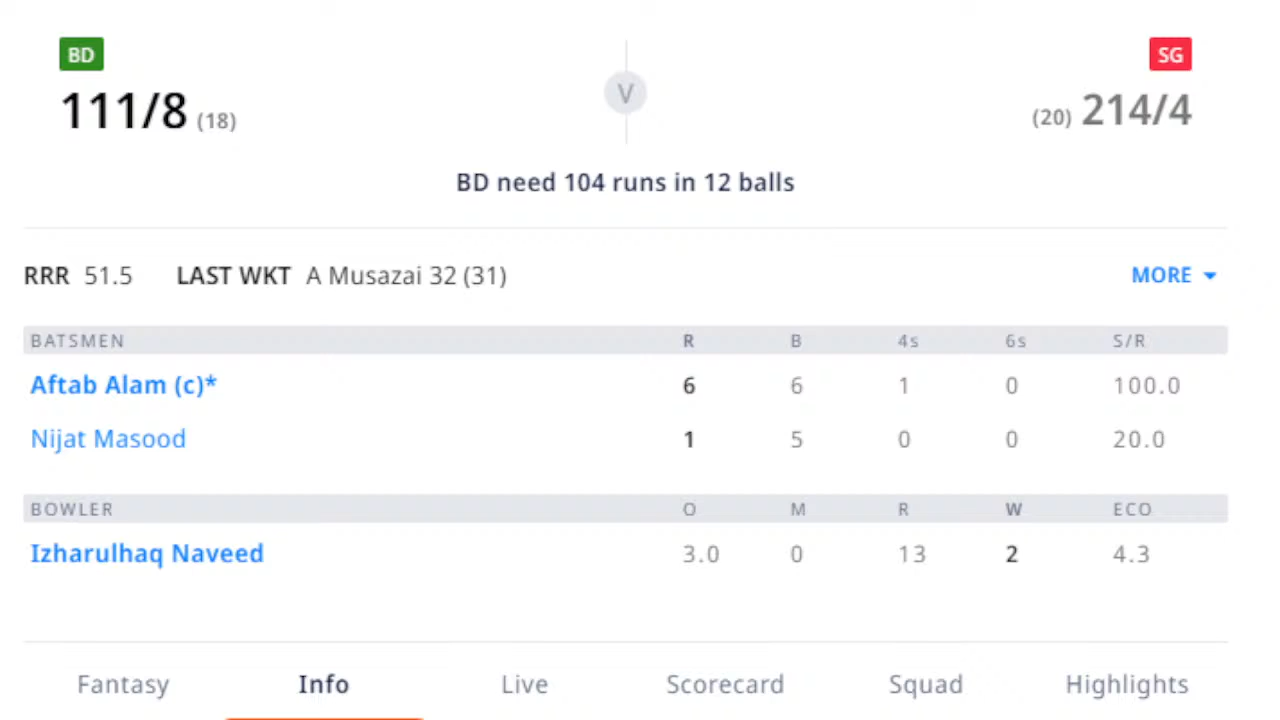 BD
SG
111/8 (18)
V
(20) 214/4
BD need 104 runs in 12 balls
RRR 51.5 LAST WKT A Musazai 32 (31) MORE
BATSMEN R B 4s 6s S/R
Aftab Alam (c)* 6 6 1 0 100.0
Nijat Masood 1 5 0 0 20.0
BOWLER O M R W ECO
Izharulhaq Naveed 3.0 0 13 2 4.3
Fantasy Info Live Scorecard Squad Highlights